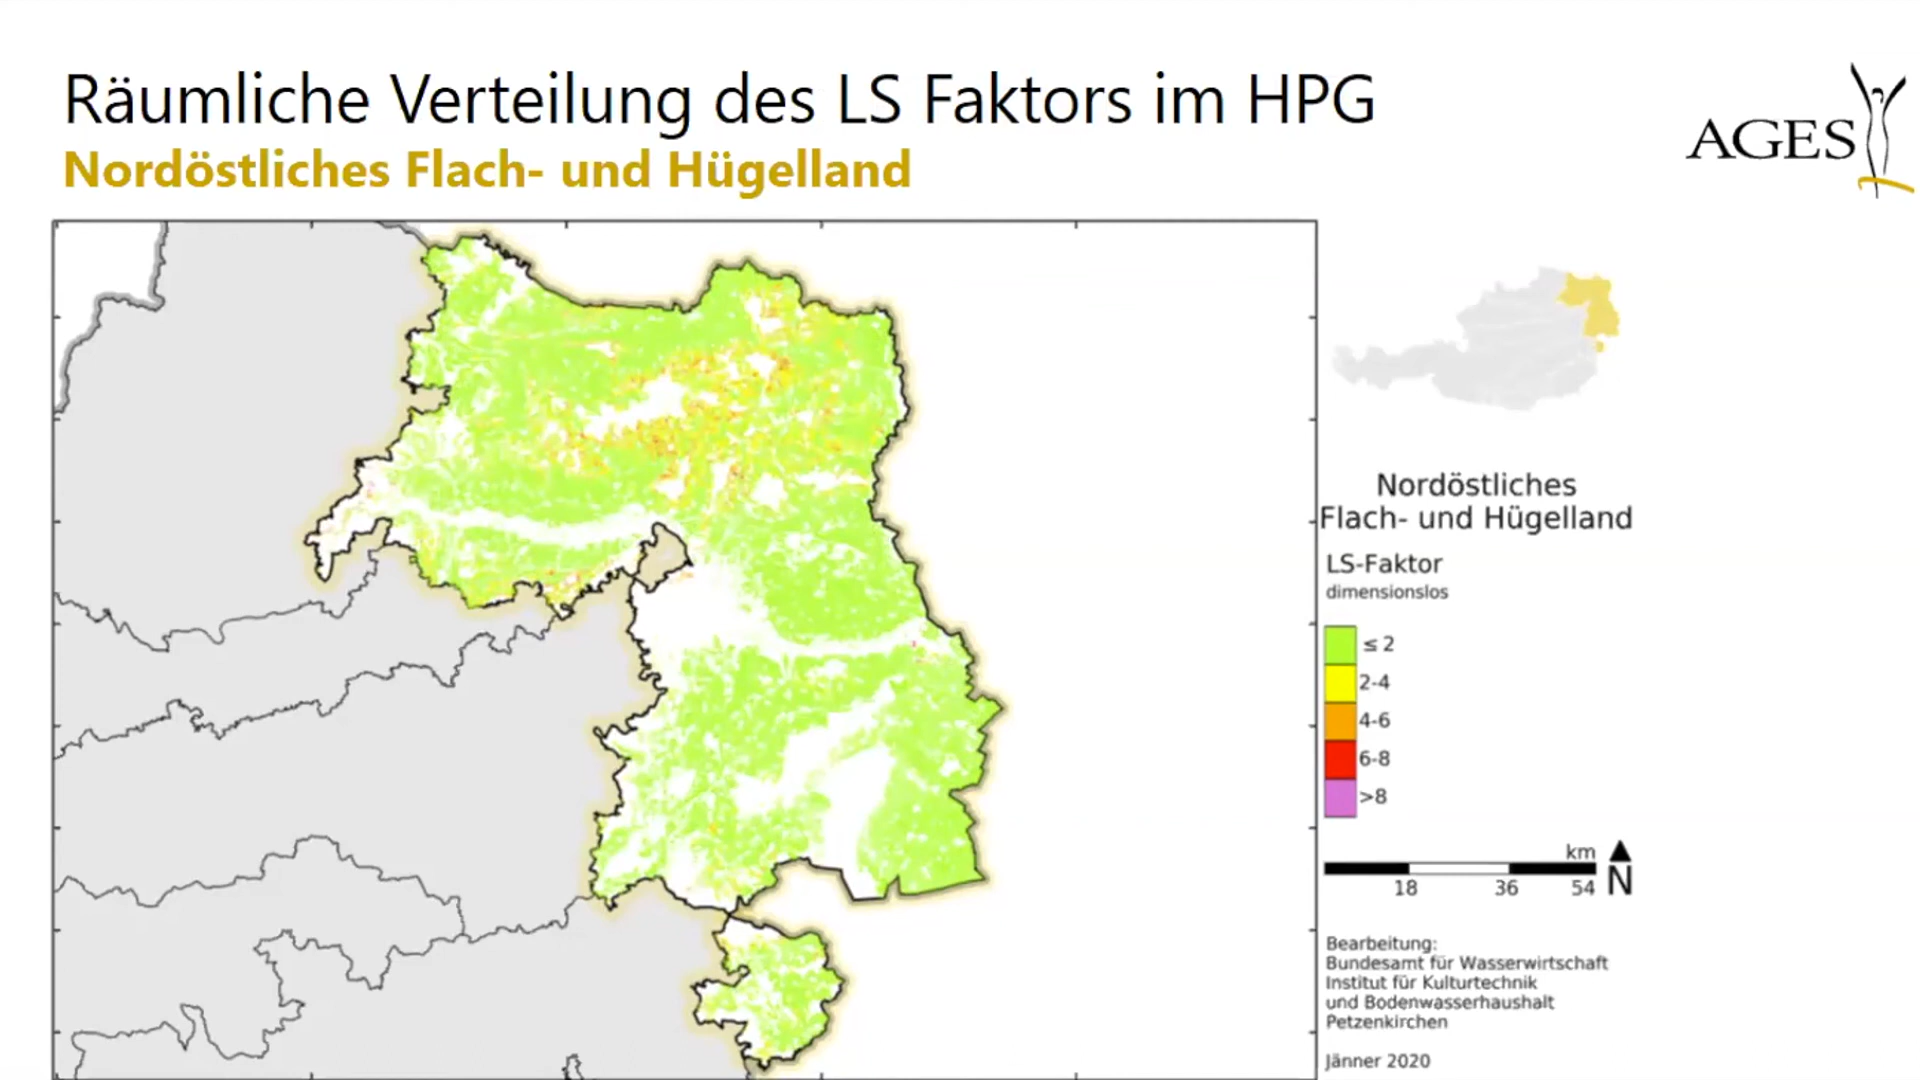 Räumliche Verteilung des LS Faktors im HPG
Nordöstliches Flach- und Hügelland
AGES
Nordöstliches
Flach- und Hügelland
LS-Faktor
dimensionslos
≤ 2
2-4
4-6
6-8
>8
km
18 36 54
N
Bearbeitung:
Bundesamt für Wasserwirtschaft
Institut für Kulturtechnik
und Bodenwasserhaushalt
Petzenkirchen
Jänner 2020